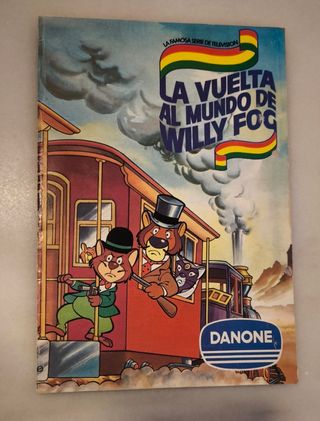 LA FAMOSA SERIE DE TELEVISION
LA VUELTA
AL MUNDO DE
WILLY FOG
DANONE